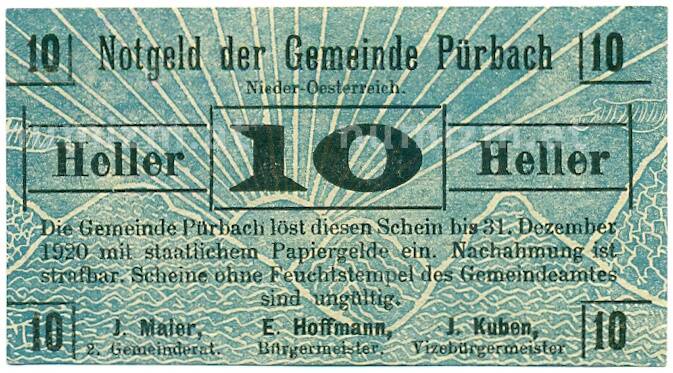 10 Notgeld der Gemeinde Pürbach 10
Nieder-Oesterreich.
Heller 10 Heller
Die Gemeinde Pürbach löst diesen Schein bis 31. Dezember
1920 mit staatlichem Papiergelde ein. Nachahmung ist
strafbar. Scheine ohne Feuchtstempel des Gemeindeamtes
sind ungültig.
10 J. Maier, E. Hoffmann, J. Kuben, 10
2. Gemeinderat. Bürgermeister. Vizebürgermeister